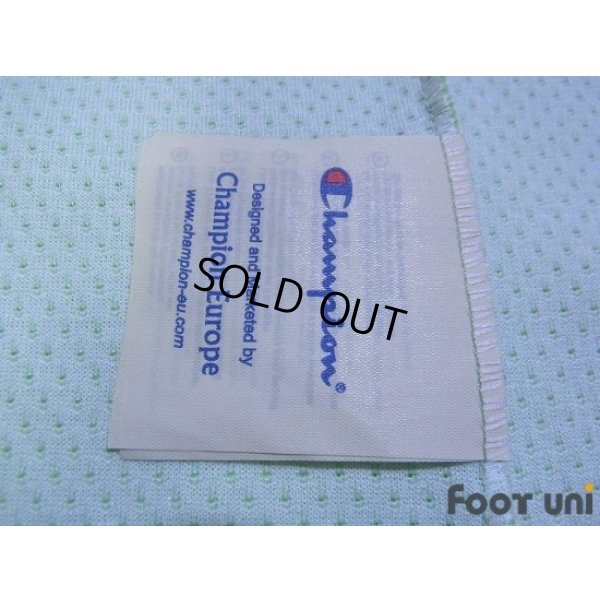 Champion®
Designed and Marketed by
Champion Europe
www.champion-eu.com
SOLD OUT
Foot uni